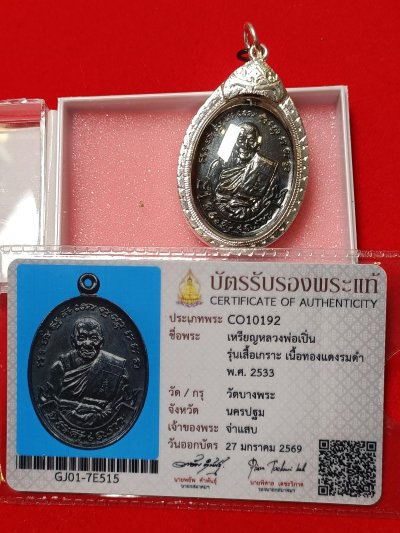 บัตรรับรองพระแท้
CERTIFICATE OF AUTHENTICITY
ประเภทพระ CO10192
ชื่อพระ เหรียญหลวงพ่อเปิ่น
รุ่นเสื้อเกราะ เนื้อทองแดงรมดำ
พ.ศ. 2533
วัด / กรุ วัดบางพระ
จังหวัด นครปฐม
เจ้าของพระ จ่าแสบ
วันออกบัตร 27 มกราคม 2569
GJ01-7E515